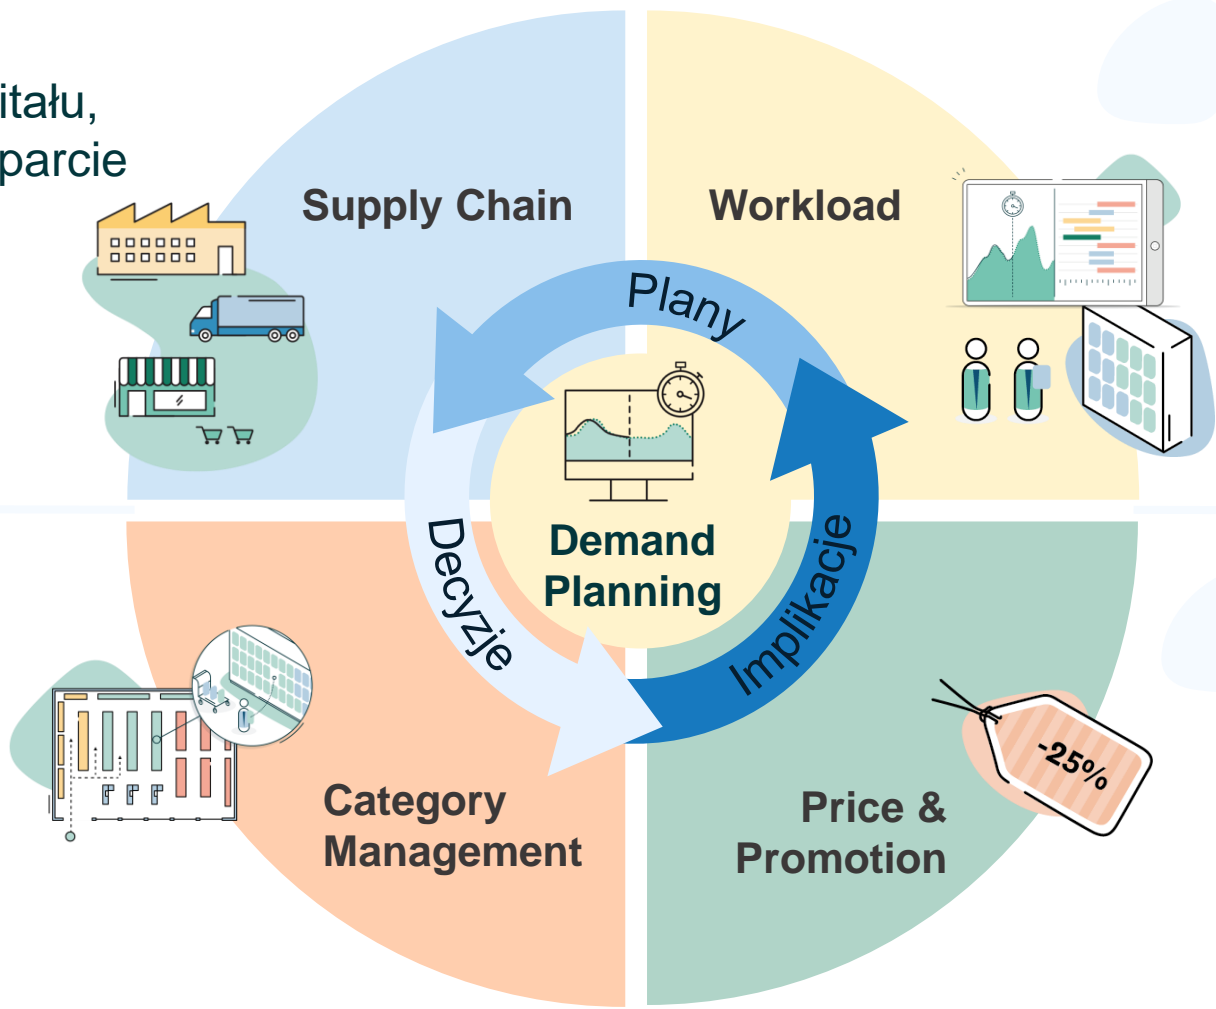 itału,
parcie
Supply Chain
Workload
Plany
Decyzje
Implikacje
Demand
Planning
Category
Management
Price &
Promotion
-25%